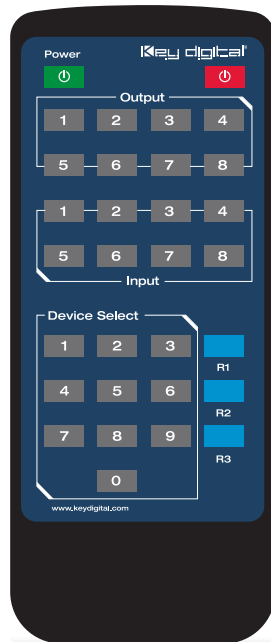 Power Key digital
Output
1 2 3 4
5 6 7 8
1 2 3 4
5 6 7 8
Input
Device Select
1 2 3
R1
4 5 6
R2
7 8 9
R3
0
www.keydigital.com